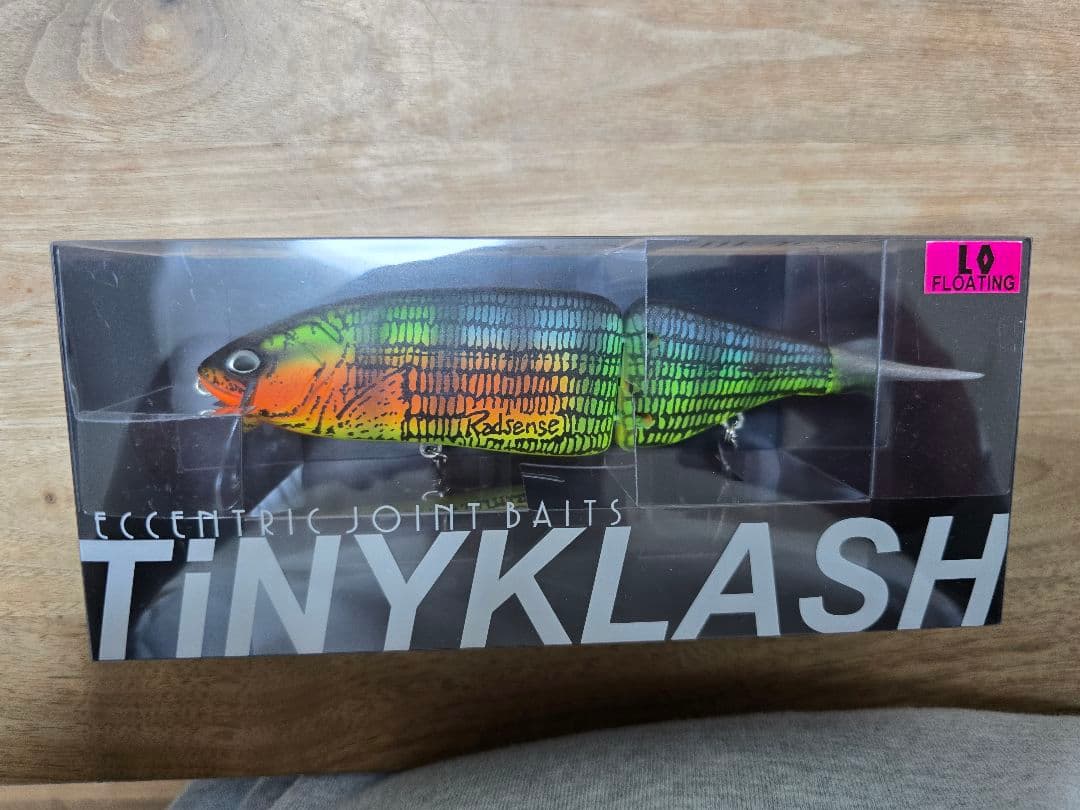 LO
FLOATING
Radsense
ECCENTRIC JOINT BAITS
TiNYKLASH